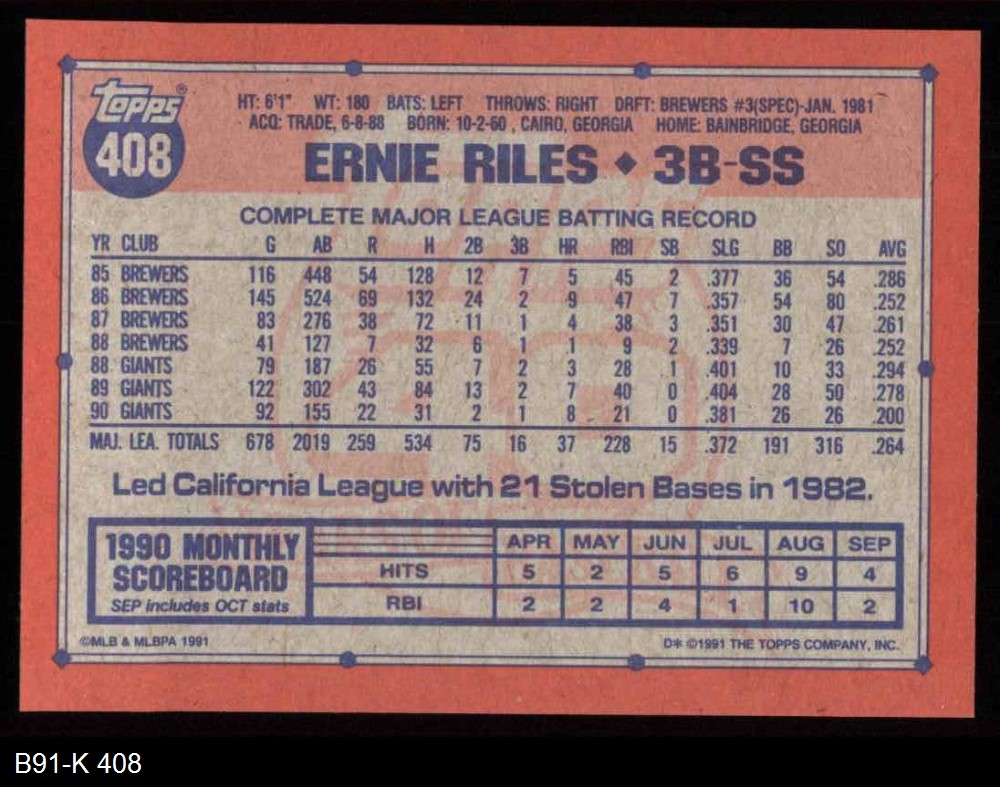 Topps®
408
HT: 6'1" WT: 180 BATS: LEFT THROWS: RIGHT DRFT: BREWERS #3(SPEC)-JAN. 1981
ACQ: TRADE, 6-8-88 BORN: 10-2-60 , CAIRO, GEORGIA HOME: BAINBRIDGE, GEORGIA
ERNIE RILES ◆ 3B-SS
COMPLETE MAJOR LEAGUE BATTING RECORD
YR CLUB G AB R H 2B 3B HR RBI SB SLG BB SO AVG
85 BREWERS 116 448 54 128 12 7 5 45 2 .377 36 54 .286
86 BREWERS 145 524 69 132 24 2 9 47 7 .357 54 80 .252
87 BREWERS 83 276 38 72 11 1 4 38 3 .351 30 47 .261
88 BREWERS 41 127 7 32 6 1 1 9 2 .339 7 26 .252
88 GIANTS 79 187 26 55 7 2 3 28 1 .401 10 33 .294
89 GIANTS 122 302 43 84 13 2 7 40 0 .404 28 50 .278
90 GIANTS 92 155 22 31 2 1 8 21 0 .381 26 26 .200
MAJ. LEA. TOTALS 678 2019 259 534 75 16 37 228 15 .372 191 316 .264
Led California League with 21 Stolen Bases in 1982.
1990 MONTHLY
SCOREBOARD
SEP includes OCT stats
APR MAY JUN JUL AUG SEP
HITS 5 2 5 6 9 4
RBI 2 2 4 1 10 2
©MLB & MLBPA 1991
D* ©1991 THE TOPPS COMPANY, INC.
B91-K 408